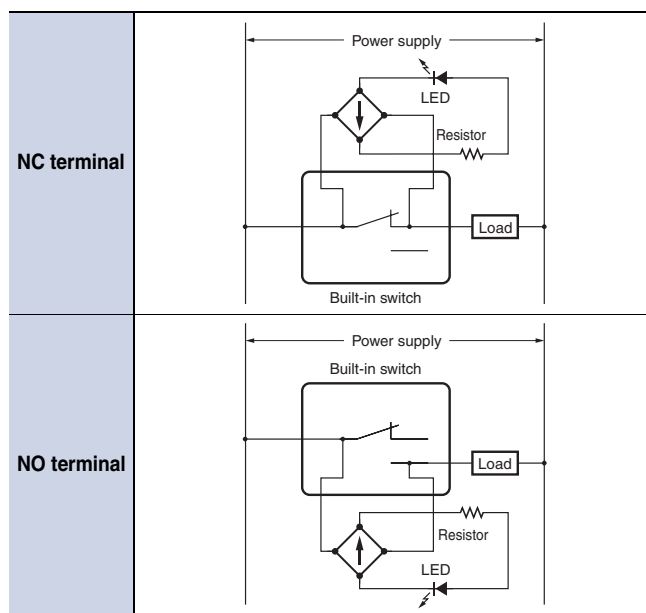 NC terminal
Power supply
LED
Resistor
Load
Built-in switch
NO terminal
Power supply
Built-in switch
Load
Resistor
LED